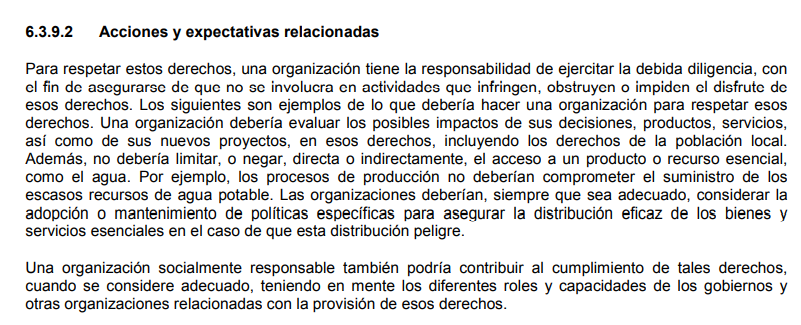 6.3.9.2 Acciones y expectativas relacionadas
Para respetar estos derechos, una organización tiene la responsabilidad de ejercitar la debida diligencia, con
el fin de asegurarse de que no se involucra en actividades que infringen, obstruyen o impiden el disfrute de
esos derechos. Los siguientes son ejemplos de lo que debería hacer una organización para respetar esos
derechos. Una organización debería evaluar los posibles impactos de sus decisiones, productos, servicios,
así como de sus nuevos proyectos, en esos derechos, incluyendo los derechos de la población local.
Además, no debería limitar, o negar, directa o indirectamente, el acceso a un producto o recurso esencial,
como el agua. Por ejemplo, los procesos de producción no deberían comprometer el suministro de los
escasos recursos de agua potable. Las organizaciones deberían, siempre que sea adecuado, considerar la
adopción o mantenimiento de políticas específicas para asegurar la distribución eficaz de los bienes y
servicios esenciales en el caso de que esta distribución peligre.
Una organización socialmente responsable también podría contribuir al cumplimiento de tales derechos,
cuando se considere adecuado, teniendo en mente los diferentes roles y capacidades de los gobiernos y
otras organizaciones relacionadas con la provisión de esos derechos.